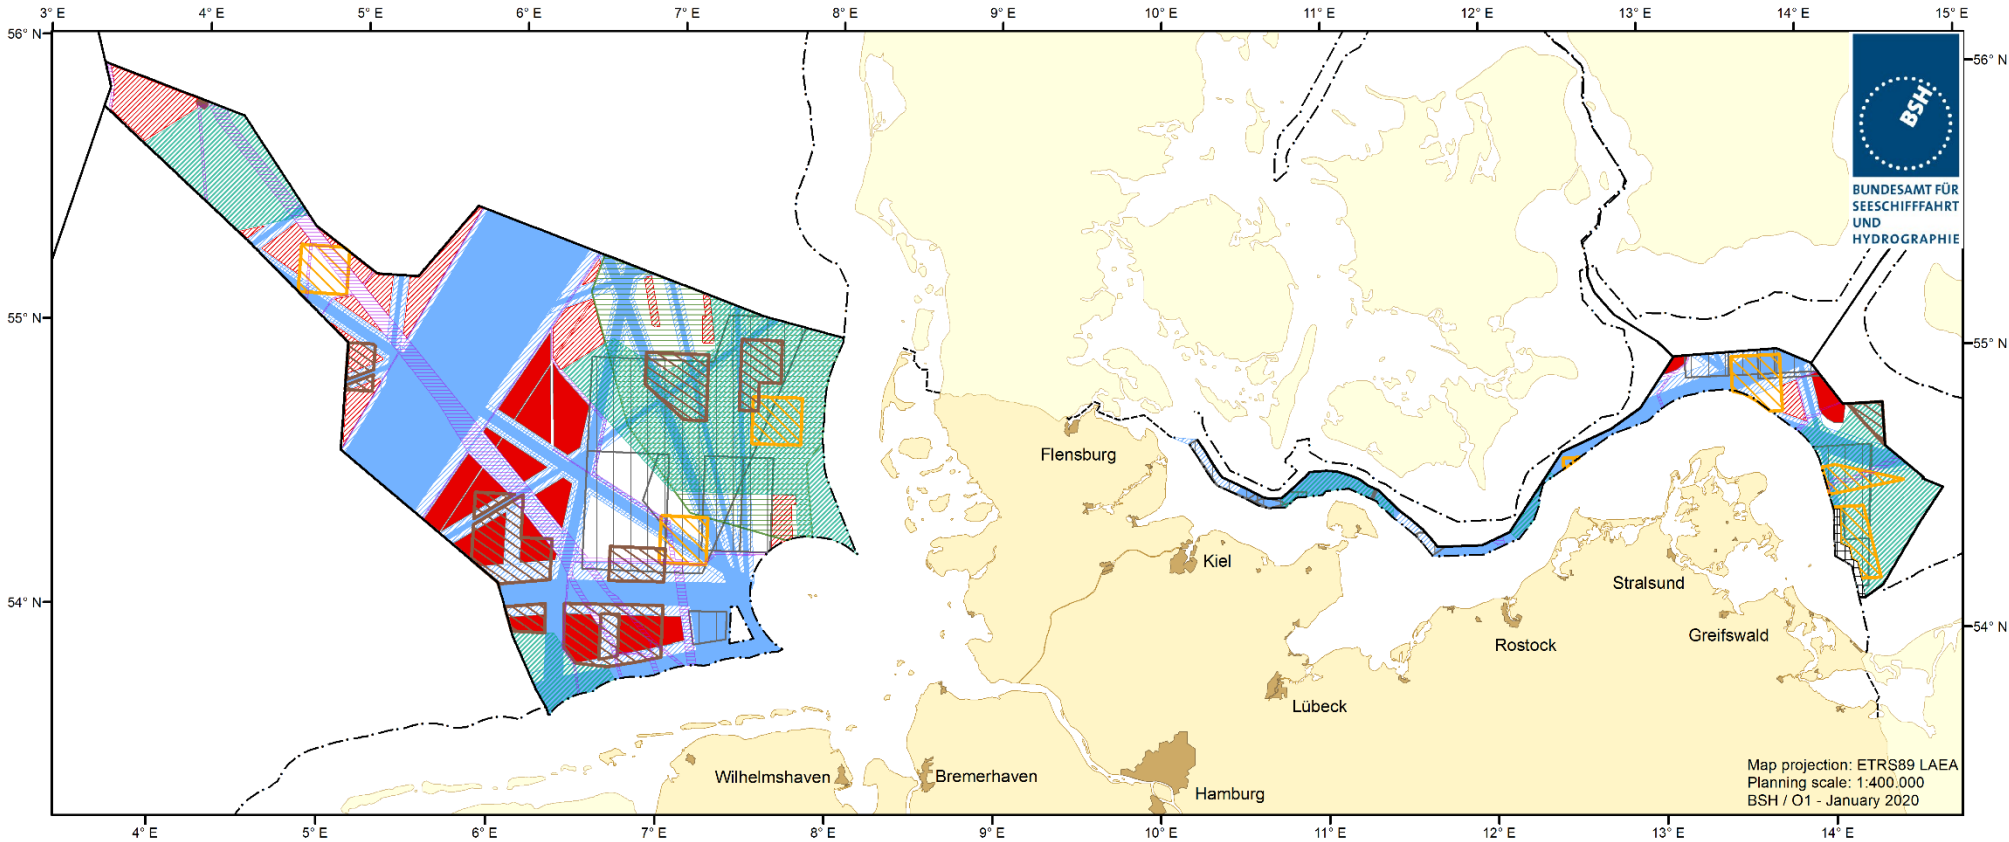 3° E 4° E 5° E 6° E 7° E 8° E 9° E 10° E 11° E 12° E 13° E 14° E 15° E
56° N
56° N
BSH
BUNDESAMT FÜR
SEESCHIFFFAHRT
UND
HYDROGRAPHIE
55° N
55° N
Flensburg
Kiel
Stralsund
54° N
54° N
Rostock
Greifswald
Lübeck
Wilhelmshaven
Bremerhaven
Hamburg
Map projection: ETRS89 LAEA
Planning scale: 1:400.000
BSH / O1 - January 2020
4° E 5° E 6° E 7° E 8° E 9° E 10° E 11° E 12° E 13° E 14° E